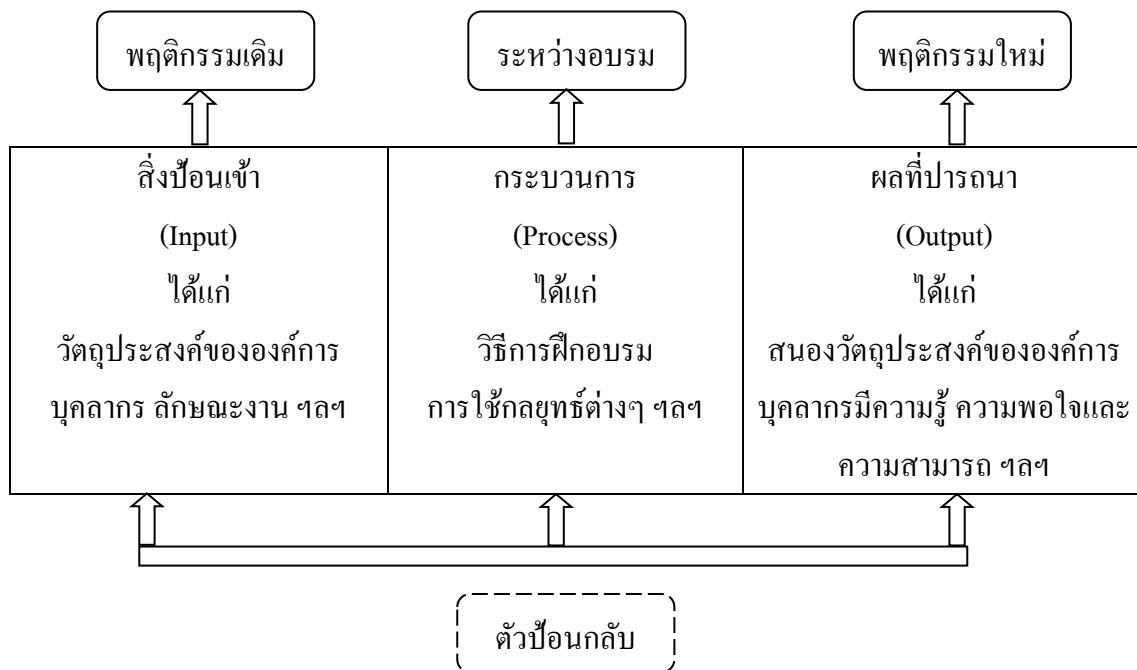 พฤติกรรมเดิม
ระหว่างอบรม
พฤติกรรมใหม่
สิ่งป้อนเข้า
(Input)
ได้แก่
วัตถุประสงค์ขององค์การ
บุคลากร ลักษณะงาน ฯลฯ
กระบวนการ
(Process)
ได้แก่
วิธีการฝึกอบรม
การใช้กลยุทธ์ต่างๆ ฯลฯ
ผลที่ปารถนา
(Output)
ได้แก่
สนองวัตถุประสงค์ขององค์การ
บุคลากรมีความรู้ ความพอใจและ
ความสามารถ ฯลฯ
ตัวป้อนกลับ